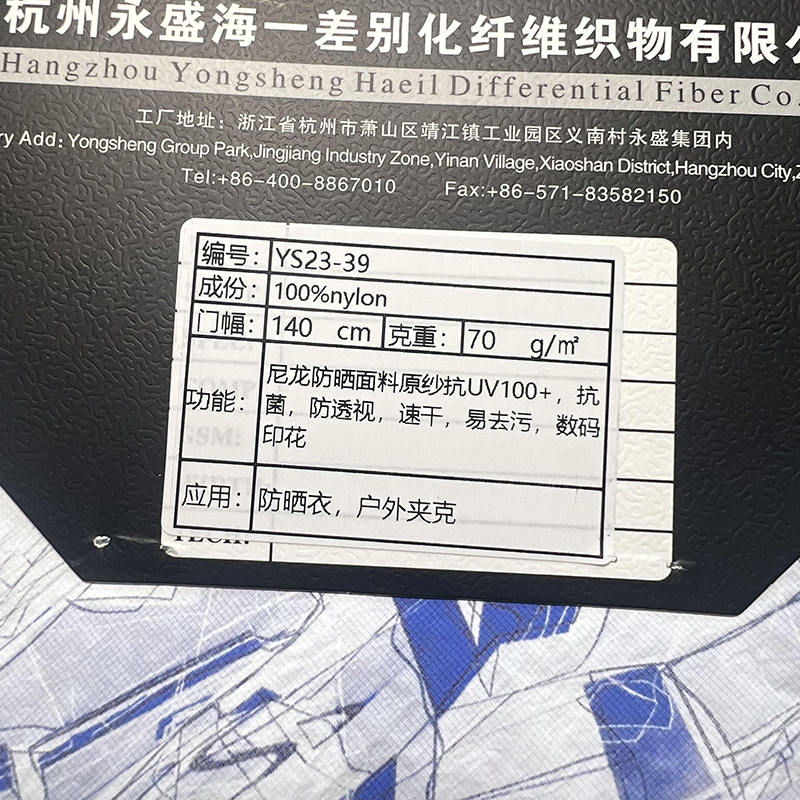 杭州永盛海一差别化纤维织物有限公
Hangzhou Yongsheng Haeil Differential Fiber Co
工厂地址：浙江省杭州市萧山区靖江镇工业园区义南村永盛集团内
ry Add: Yongsheng Group Park,Jingjiang Industry Zone,Yinan Village,Xiaoshan District,Hangzhou City,Z
Tel:+86-400-8867010 Fax:+86-571-83582150
编号： YS23-39
成份： 100%nylon
门幅： 140 cm 克重： 70 g/㎡
功能： 尼龙防晒面料原纱抗UV100+，抗
菌，防透视，速干，易去污，数码
印花
应用： 防晒衣，户外夹克
TECH: